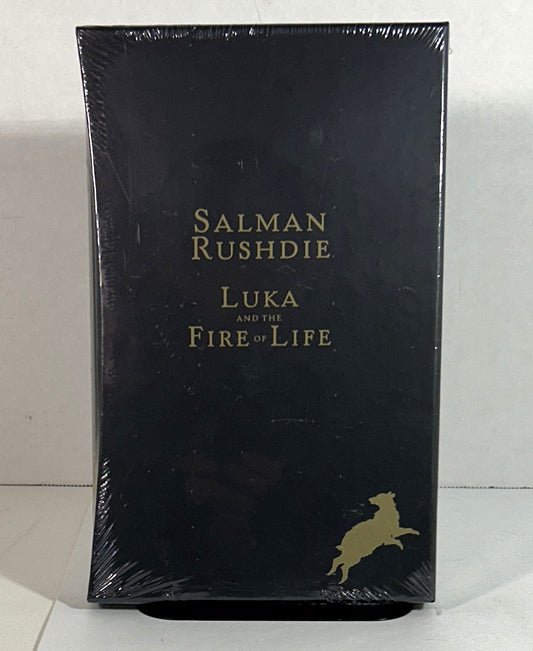 SALMAN
RUSHDIE
LUKA
AND THE
FIRE OF LIFE